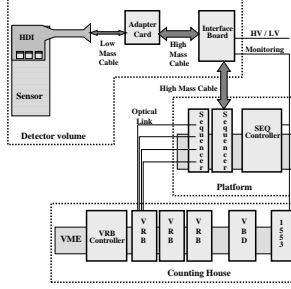 HDI
Sensor
Adapter
Card
Interface
Board
HV / LV
Monitoring
Low
Mass
Cable
High
Mass
Cable
Detector volume
High Mass Cable
Optical
Link
Sequencer
Sequencer
SEQ
Controller
Platform
VME
VRB
Controller
VRB
VRB
VRB
VBD
1553
Counting House